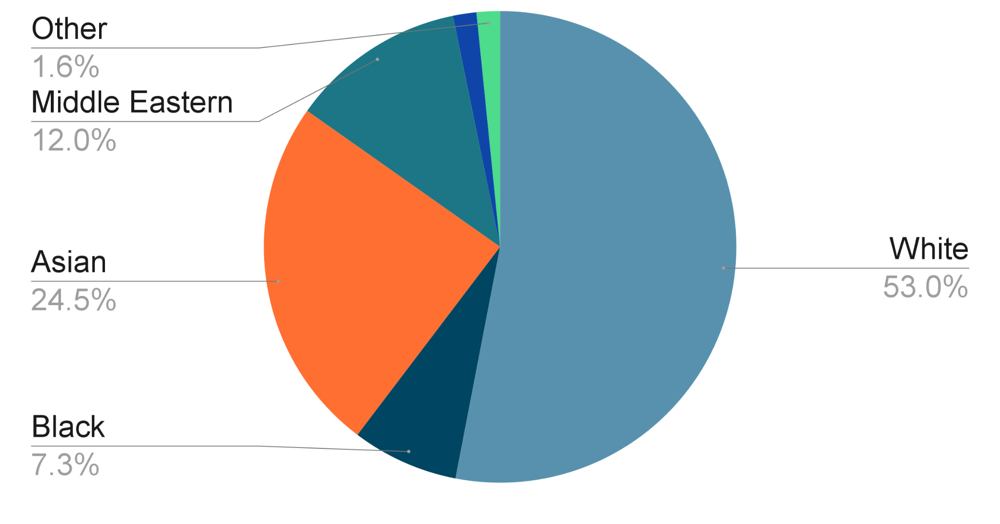 Other
1.6%
Middle Eastern
12.0%
Asian
24.5%
Black
7.3%
White
53.0%